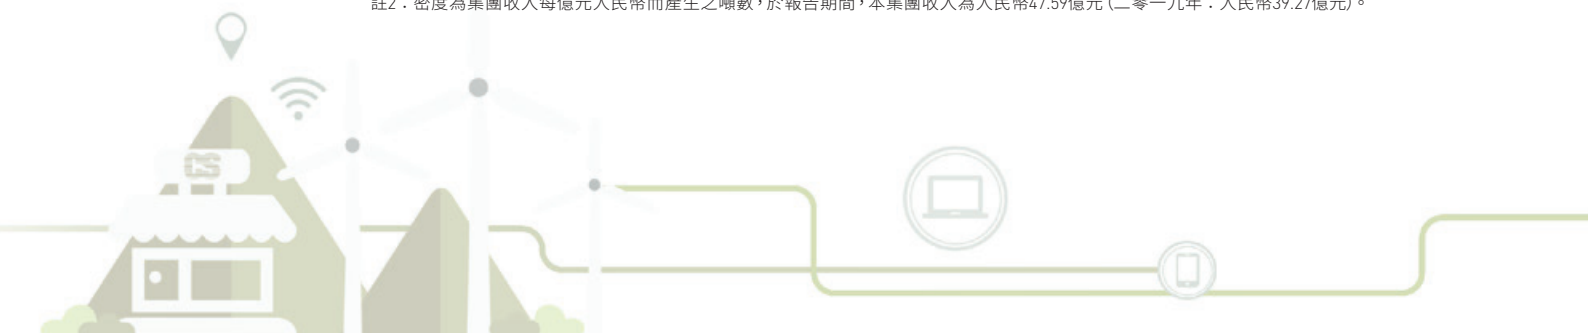 註2：密度為集團收入每億元人民幣而產生之噸數，於報告期間，本集團收入為人民幣47.59億元（二零一九年：人民幣39.27億元）。